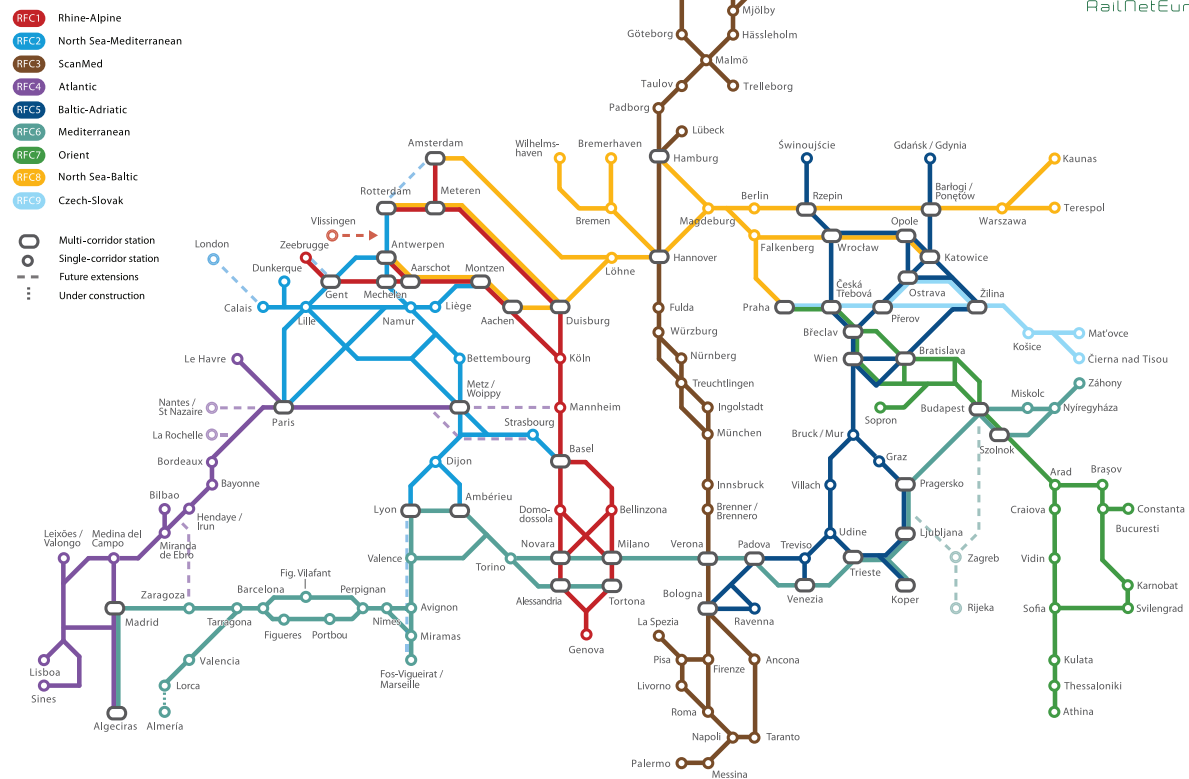 RailNetEur
RFC1 Rhine-Alpine
RFC2 North Sea-Mediterranean
RFC3 ScanMed
RFC4 Atlantic
RFC5 Baltic-Adriatic
RFC6 Mediterranean
RFC7 Orient
RFC8 North Sea-Baltic
RFC9 Czech-Slovak
Multi-corridor station
Single-corridor station
Future extensions
Under construction
Mjölby
Göteborg
Hässleholm
Malmö
Taulov
Trelleborg
Padborg
Lübeck
Amsterdam
Wilhelms-
haven
Bremerhaven
Hamburg
Świnoujście
Gdańsk / Gdynia
Kaunas
Rotterdam
Meteren
Bremen
Magdeburg
Berlin
Rzepin
Barłogi /
Ponętów
Warszawa
Terespol
Vlissingen
Opole
London
Zeebrugge
Antwerpen
Löhne
Hannover
Falkenberg
Wrocław
Katowice
Dunkerque
Gent
Mechelen
Aarschot
Montzen
Ostrava
Žilina
Calais
Lille
Namur
Liège
Aachen
Duisburg
Fulda
Praha
Česká
Třebová
Přerov
Würzburg
Břeclav
Košice
Maťovce
Le Havre
Bettembourg
Köln
Nürnberg
Wien
Bratislava
Čierna nad Tisou
Treuchtlingen
Záhony
Nantes /
St Nazaire
Paris
Metz /
Woippy
Mannheim
Ingolstadt
Sopron
Budapest
Miskolc
Nyíregyháza
La Rochelle
Strasbourg
München
Bruck / Mur
Szolnok
Bordeaux
Dijon
Basel
Graz
Bayonne
Innsbruck
Villach
Pragersko
Arad
Braşov
Bilbao
Hendaye /
Irun
Lyon
Ambérieu
Domo-
dossola
Bellinzona
Brenner /
Brennero
Craiova
Constanta
Bucuresti
Leixões /
Valongo
Medina del
Campo
Miranda
de Ebro
Udine
Ljubljana
Valence
Torino
Novara
Milano
Verona
Padova
Treviso
Trieste
Zagreb
Vidin
Zaragoza
Barcelona
Fig. Vilafant
Perpignan
Alessandria
Tortona
Bologna
Venezia
Koper
Karnobat
Madrid
Tarragona
Figueres
Portbou
Nîmes
Avignon
Ravenna
Rijeka
Sofia
Svilengrad
Miramas
Genova
La Spezia
Lisboa
Valencia
Fos-Vigueirat /
Marseille
Pisa
Firenze
Ancona
Kulata
Sines
Lorca
Livorno
Thessaloniki
Algeciras
Almería
Roma
Athina
Napoli
Taranto
Palermo
Messina